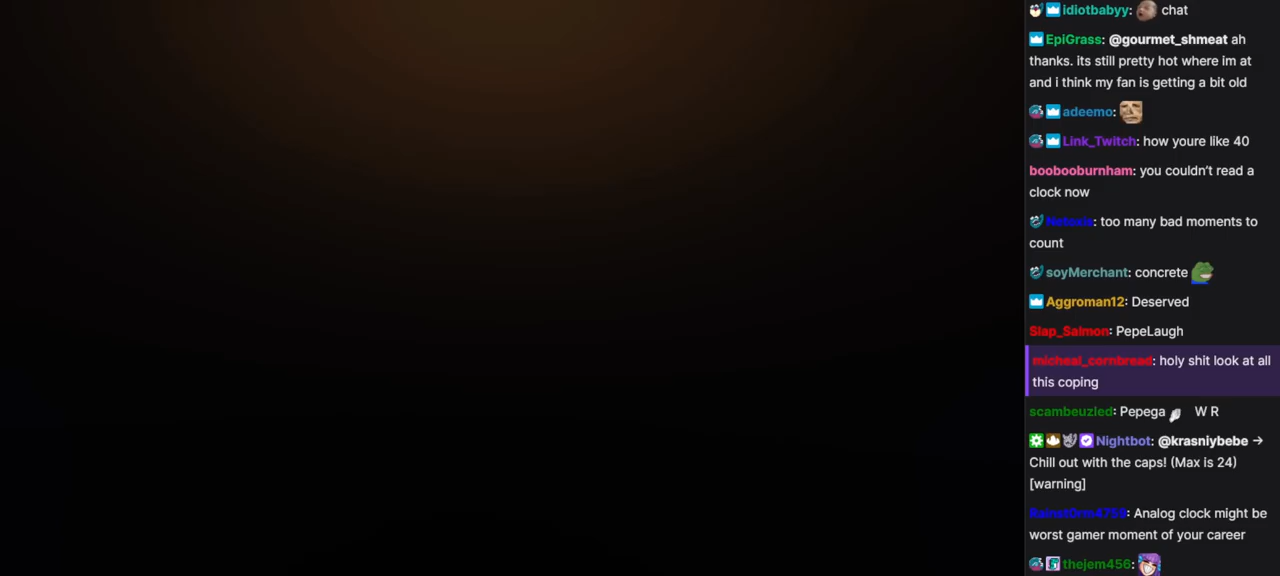 idiotbabyy: chat
EpiGrass: @gourmet_shmeat ah
thanks. its still pretty hot where im at
and i think my fan is getting a bit old
adeemo:
Link_Twitch: how youre like 40
boobooburnham: you couldn't read a
clock now
Netoxis: too many bad moments to
count
soyMerchant: concrete
Aggroman12: Deserved
Slap_Salmon: PepeLaugh
micheal_cornbread: holy shit look at all
this coping
scambeuzled: Pepega W R
Nightbot: @krasniybebe →
Chill out with the caps! (Max is 24)
[warning]
Rainst0rm4759: Analog clock might be
worst gamer moment of your career
thejem456: